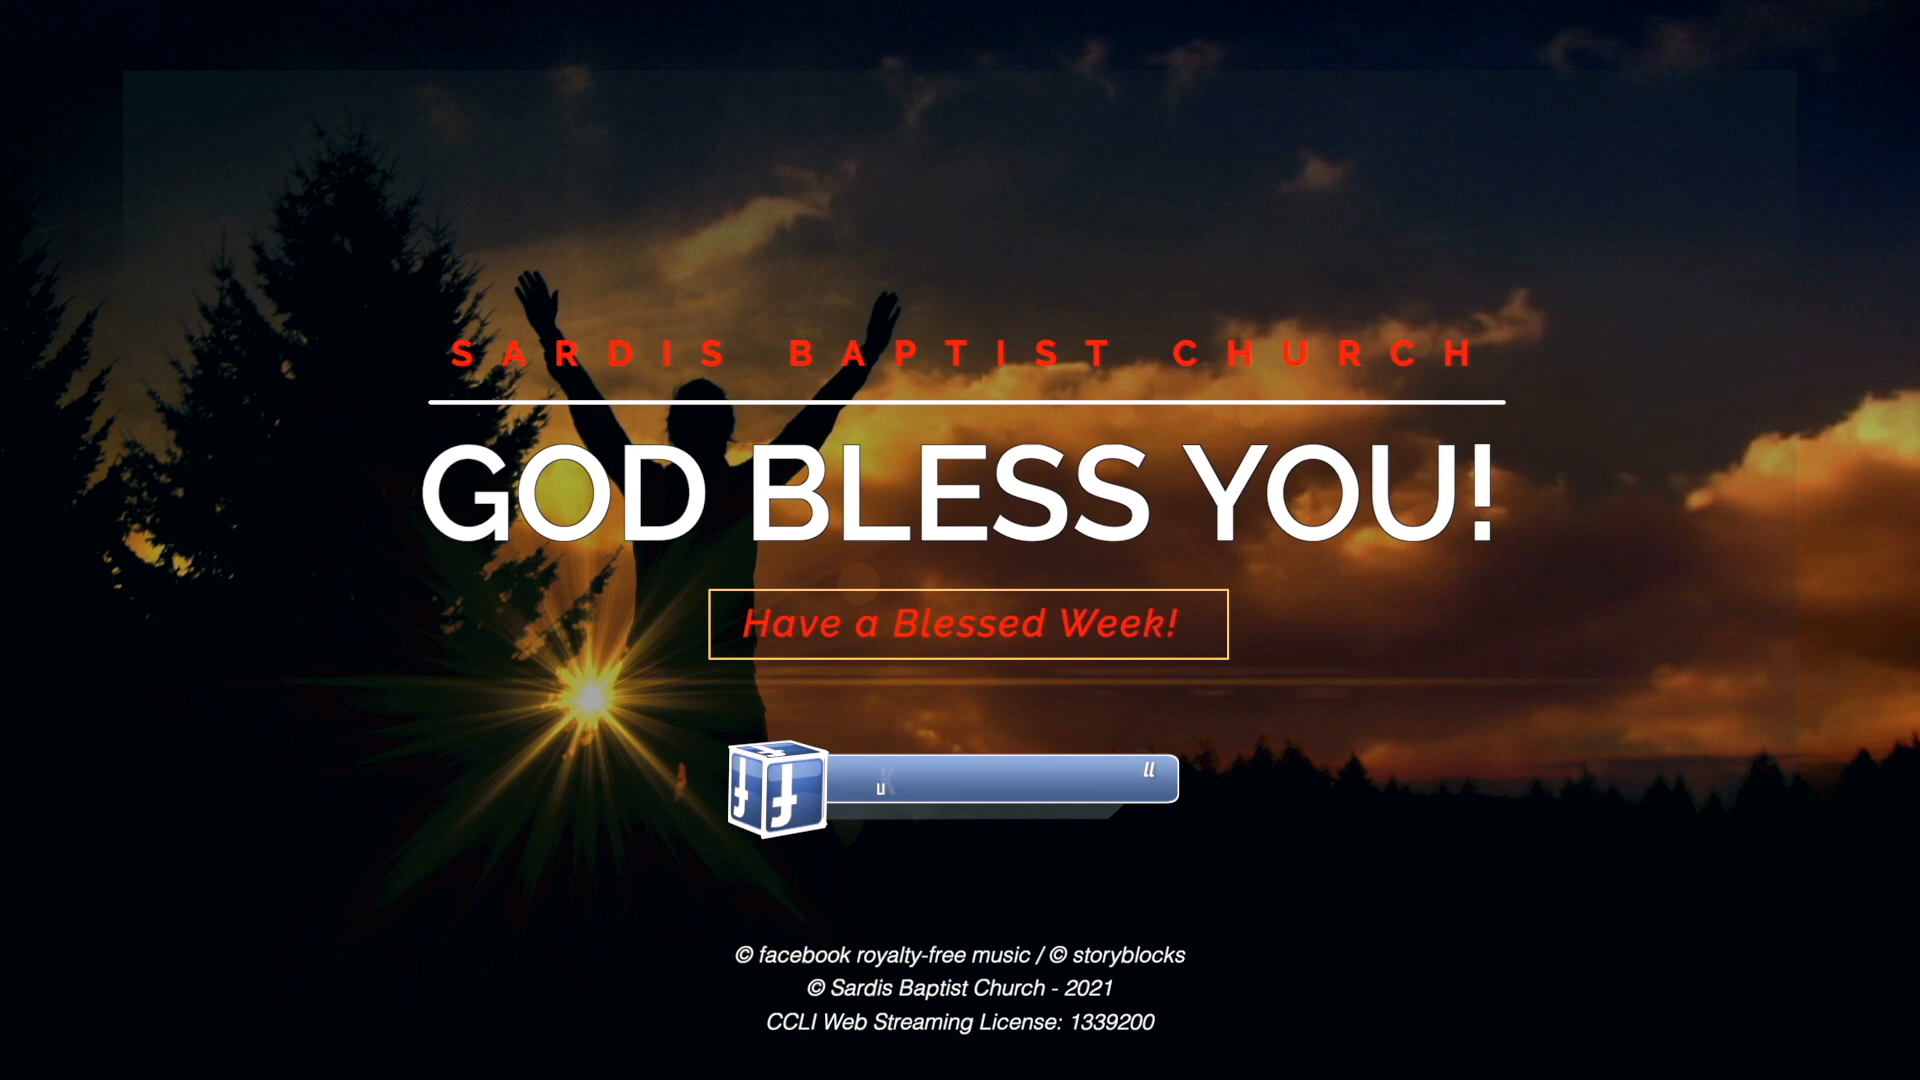 SARDIS BAPTIST CHURCH
GOD BLESS YOU!
Have a Blessed Week!
© facebook royalty-free music / © storyblocks
© Sardis Baptist Church - 2021
CCLI Web Streaming License: 1339200